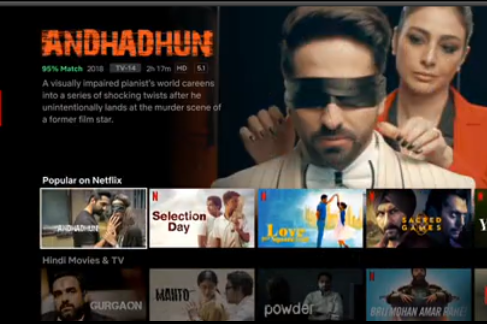 ANDHADHUN
95% Match 2018 TV-14 2h 17m HD 5.1
A visually impaired pianist's world careens
into a series of shocking twists after he
unintentionally lands at the murder scene of
a former film star.
Popular on Netflix
ANDHADHUN
N Selection Day
N Love per Square Foot
N SACRED GAMES
Hindi Movies & TV
GURGAON
MANTO
powder
N BRIJ MOHAN AMAR RAHE!